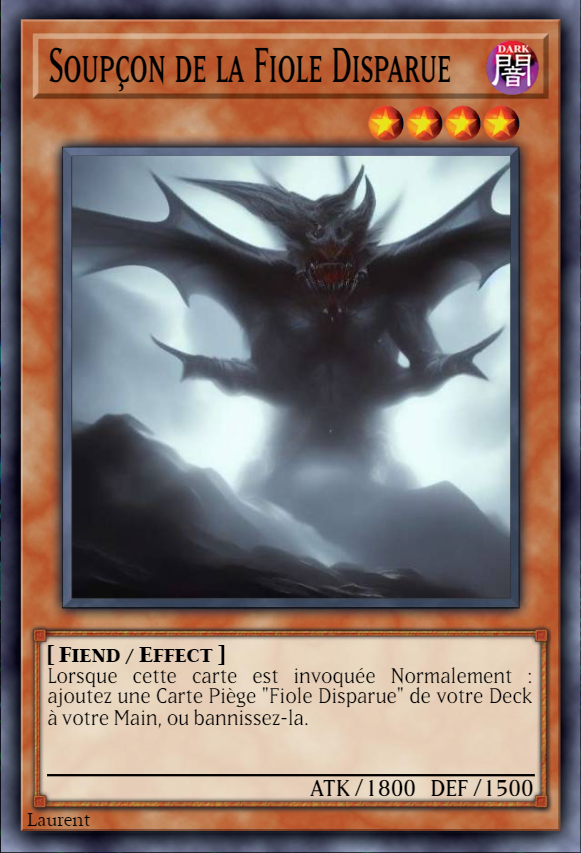 Soupçon de la Fiole Disparue
DARK
闇
[ Fiend / Effect ]
Lorsque cette carte est invoquée Normalement :
ajoutez une Carte Piège "Fiole Disparue" de votre Deck
à votre Main, ou bannissez-la.
ATK / 1800 DEF / 1500
Laurent